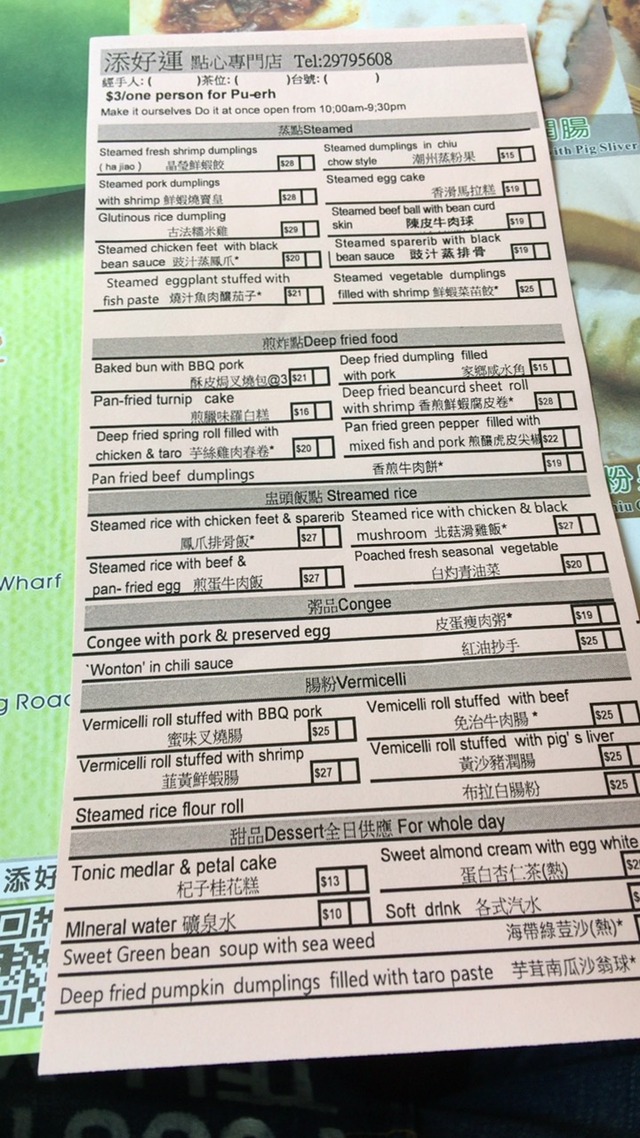 添好運 點心專門店 Tel:29795608
經手人: ( )茶位: ( )台號: ( )
$3/one person for Pu-erh
Make it ourselves Do it at once open from 10;00am-9;30pm
蒸點Steamed
Steamed fresh shrimp dumplings
( ha jiao ) 晶瑩鮮蝦餃 $28
Steamed dumplings in chiu
chow style 潮州蒸粉果 $15
Steamed pork dumplings
with shrimp 鮮蝦燒賣皇 $28
Steamed egg cake
香滑馬拉糕 $19
Glutinous rice dumpling
古法糯米雞 $29
Steamed beef ball with bean curd
skin 陳皮牛肉球 $19
Steamed chicken feet with black
bean sauce 豉汁蒸鳳爪* $20
Steamed sparerib with black
bean sauce 豉汁蒸排骨 $19
Steamed eggplant stuffed with
fish paste 燒汁魚肉釀茄子* $21
Steamed vegetable dumplings
filled with shrimp 鮮蝦菜苗餃* $25
煎炸點Deep fried food
Baked bun with BBQ pork
酥皮焗叉燒包@3 $21
Deep fried dumpling filled
with pork 家鄉咸水角 $15
Pan-fried turnip cake
煎臘味羅白糕 $16
Deep fried beancurd sheet roll
with shrimp 香煎鮮蝦腐皮卷* $28
Deep fried spring roll filled with
chicken & taro 芋絲雞肉春卷* $20
Pan fried green pepper filled with
mixed fish and pork 煎釀虎皮尖椒 $22
Pan fried beef dumplings 香煎牛肉餅* $19
盅頭飯點 Streamed rice
Steamed rice with chicken feet & sparerib
鳳爪排骨飯* $27
Steamed rice with chicken & black
mushroom 北菇滑雞飯* $27
Steamed rice with beef &
pan- fried egg 煎蛋牛肉飯 $27
Poached fresh seasonal vegetable
白灼青油菜 $20
粥品Congee
Congee with pork & preserved egg 皮蛋瘦肉粥* $19
'Wonton' in chili sauce 紅油抄手 $25
腸粉Vermicelli
Vermicelli roll stuffed with BBQ pork
蜜味叉燒腸 $25
Vemicelli roll stuffed with beef
免治牛肉腸 * $25
Vermicelli roll stuffed with shrimp
韮黃鮮蝦腸 $27
Vemicelli roll stuffed with pig' s liver
黃沙豬潤腸 $25
Steamed rice flour roll 布拉白腸粉 $25
甜品Dessert全日供應 For whole day
Tonic medlar & petal cake
杞子桂花糕 $13
Sweet almond cream with egg white
蛋白杏仁茶(熱)
MIneral water 礦泉水 $10
Soft drInk 各式汽水
Sweet Green bean soup with sea weed 海帶綠荳沙(熱)*
Deep fried pumpkin dumplings filled with taro paste 芋茸南瓜沙翁球*
腸
ith Pig Sliver
粉
Wharf
g Road
添好